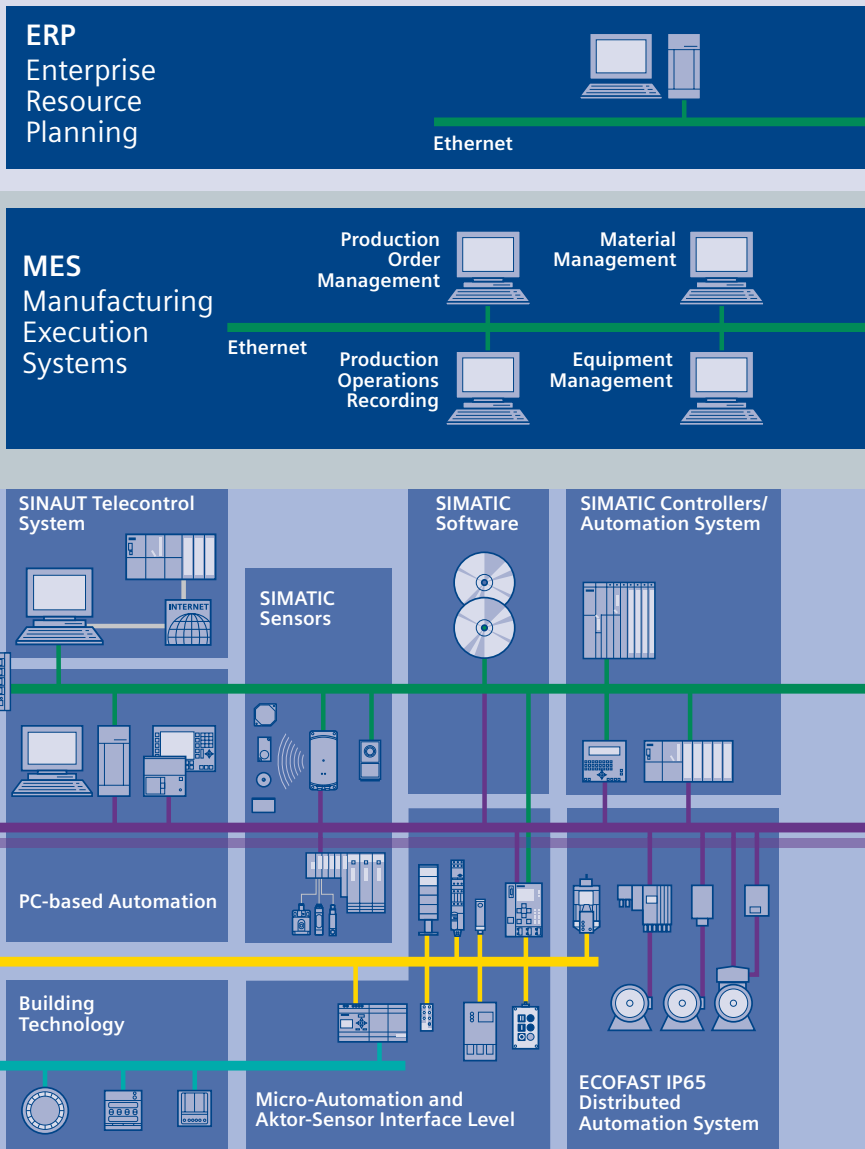 ERP
Enterprise
Resource
Planning
Ethernet
MES
Manufacturing
Execution
Systems
Ethernet
Production
Order
Management
Material
Management
Production
Operations
Recording
Equipment
Management
SINAUT Telecontrol
System
INTERNET
SIMATIC
Sensors
SIMATIC
Software
SIMATIC Controllers/
Automation System
PC-based Automation
Building
Technology
Micro-Automation and
Aktor-Sensor Interface Level
ECOFAST IP65
Distributed
Automation System